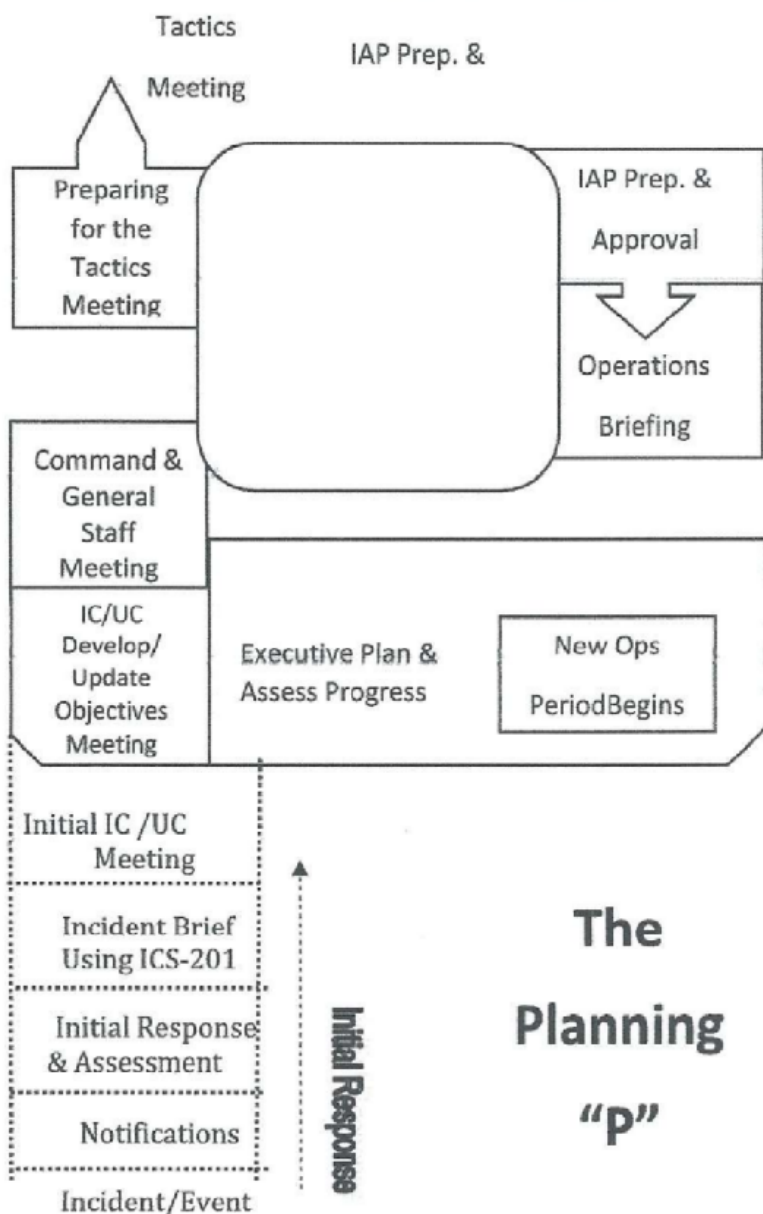 Tactics
Meeting
IAP Prep. &
Preparing
for the
Tactics
Meeting
IAP Prep. &
Approval
Operations
Briefing
Command &
General
Staff
Meeting
IC/UC
Develop/
Update
Objectives
Meeting
Executive Plan &
Assess Progress
New Ops
PeriodBegins
Initial IC /UC
Meeting
Incident Brief
Using ICS-201
Initial Response
& Assessment
Notifications
Incident/Event
Initial Response
The
Planning
“P”